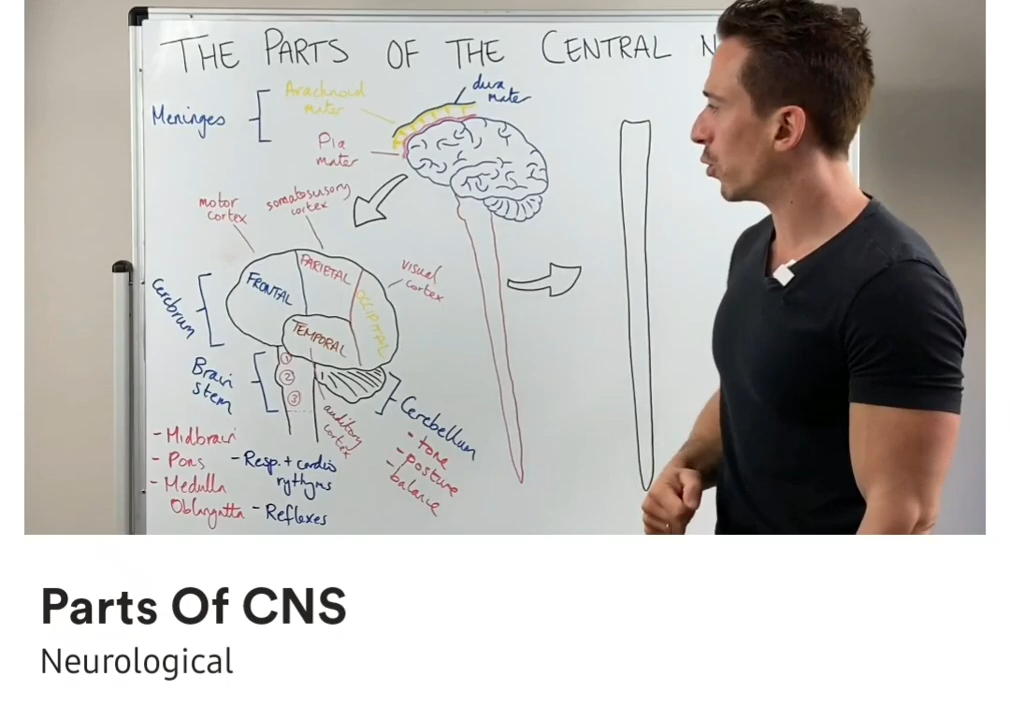 THE PARTS OF THE CENTRAL N
Meninges
Arachnoid
mater
dura
mater
Pia
mater
motor
cortex
somatosusory
cortex
visual
cortex
Cerebrum
FRONTAL
PARIETAL
OCCIPITAL
TEMPORAL
Brain
stem
1
2
3
auditory
cortex
Cerebellum
- tone
- posture
- balance
- Midbrain
- Pons
- Medulla
Oblangatta
- Resp. + cardio
rythyms
- Reflexes
Parts Of CNS
Neurological